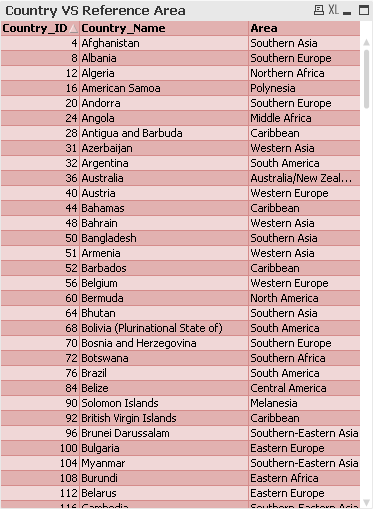 Country VS Reference Area XL
Country_ID Country_Name Area
4 Afghanistan Southern Asia
8 Albania Southern Europe
12 Algeria Northern Africa
16 American Samoa Polynesia
20 Andorra Southern Europe
24 Angola Middle Africa
28 Antigua and Barbuda Caribbean
31 Azerbaijan Western Asia
32 Argentina South America
36 Australia Australia/New Zeal...
40 Austria Western Europe
44 Bahamas Caribbean
48 Bahrain Western Asia
50 Bangladesh Southern Asia
51 Armenia Western Asia
52 Barbados Caribbean
56 Belgium Western Europe
60 Bermuda North America
64 Bhutan Southern Asia
68 Bolivia (Plurinational State of) South America
70 Bosnia and Herzegovina Southern Europe
72 Botswana Southern Africa
76 Brazil South America
84 Belize Central America
90 Solomon Islands Melanesia
92 British Virgin Islands Caribbean
96 Brunei Darussalam Southern-Eastern Asia
100 Bulgaria Eastern Europe
104 Myanmar Southern-Eastern Asia
108 Burundi Eastern Africa
112 Belarus Eastern Europe
116 Cambodia Southern-Eastern Asia